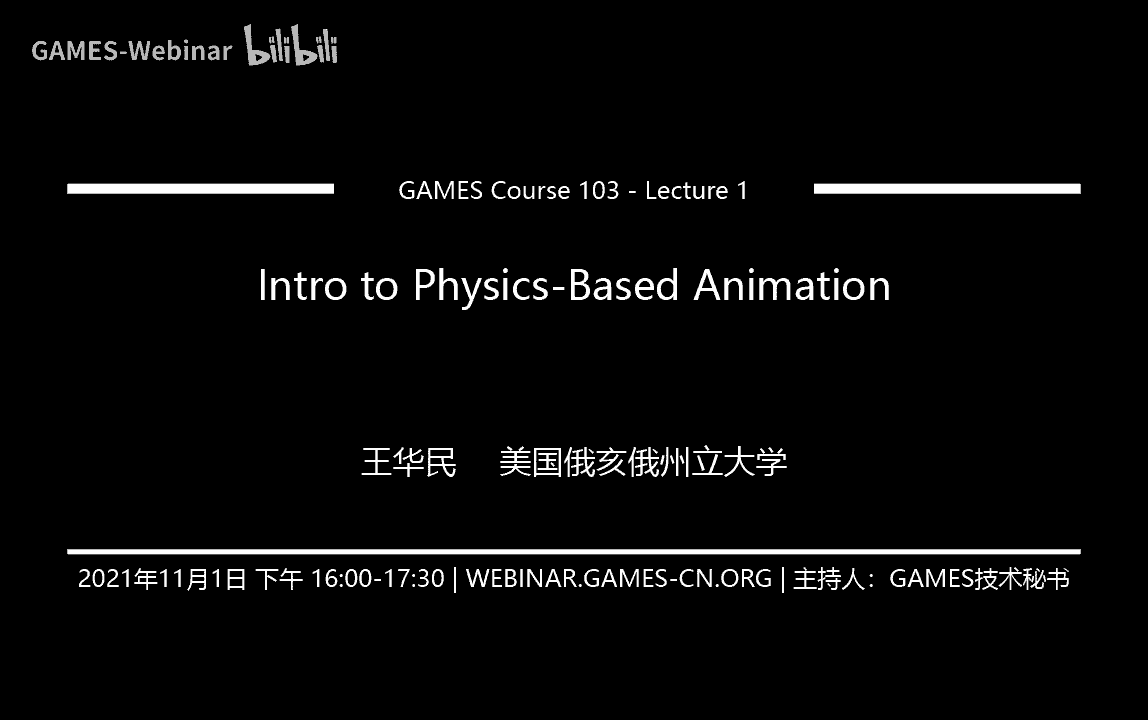 GAMES-Webinar bilibili
GAMES Course 103 - Lecture 1
Intro to Physics-Based Animation
王华民 美国俄亥俄州立大学
2021年11月1日 下午 16:00-17:30 | WEBINAR.GAMES-CN.ORG | 主持人：GAMES技术秘书